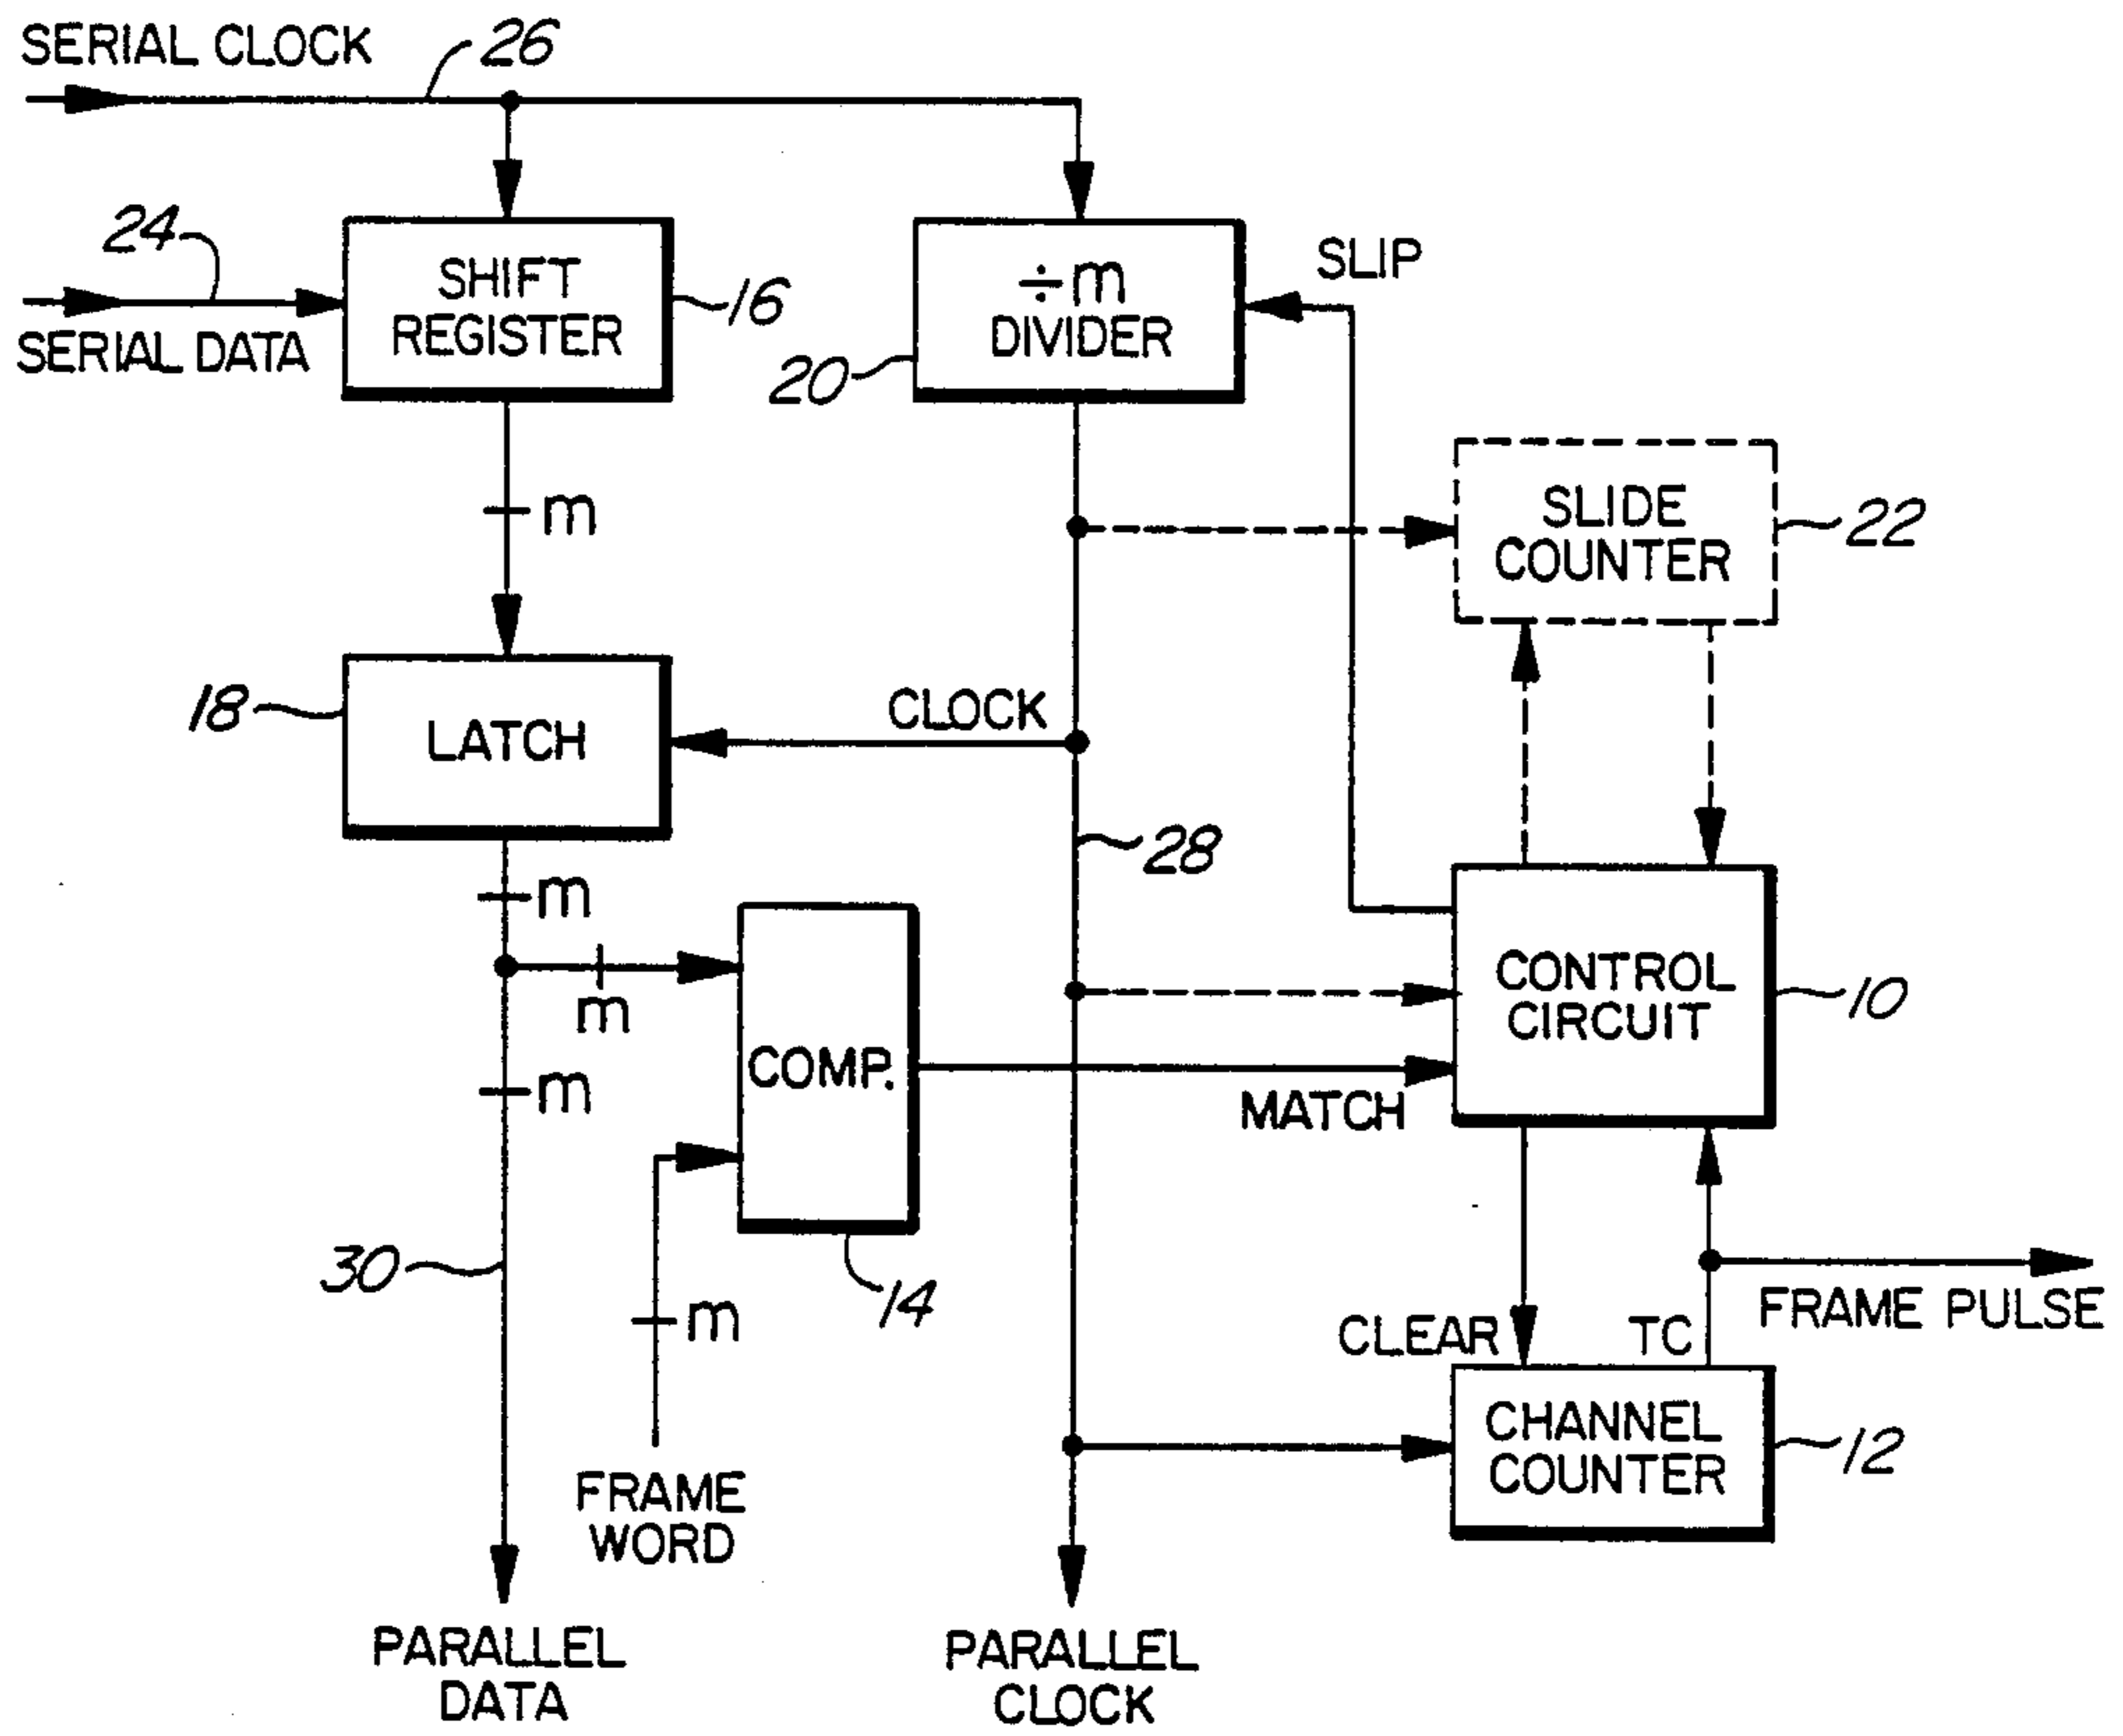 SERIAL CLOCK
26
24
SERIAL DATA
SHIFT
REGISTER
16
÷m
DIVIDER
20
SLIP
m
SLIDE
COUNTER
22
18
LATCH
CLOCK
28
m
m
m
COMP.
14
CONTROL
CIRCUIT
10
MATCH
30
m
FRAME
WORD
CLEAR
TC
FRAME PULSE
CHANNEL
COUNTER
12
PARALLEL
DATA
PARALLEL
CLOCK